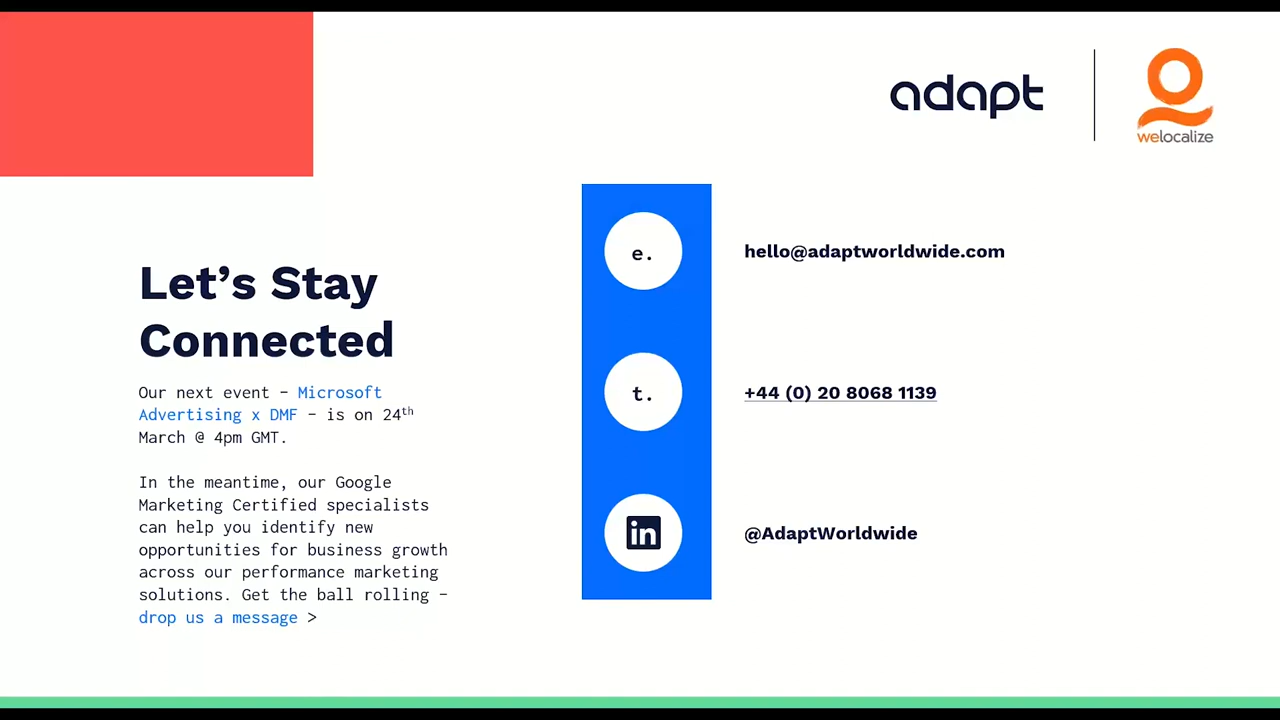 adapt
welocalize
Let’s Stay
Connected
Our next event – Microsoft
Advertising x DMF – is on 24th
March @ 4pm GMT.
In the meantime, our Google
Marketing Certified specialists
can help you identify new
opportunities for business growth
across our performance marketing
solutions. Get the ball rolling –
drop us a message >
e.
hello@adaptworldwide.com
t.
+44 (0) 20 8068 1139
in
@AdaptWorldwide